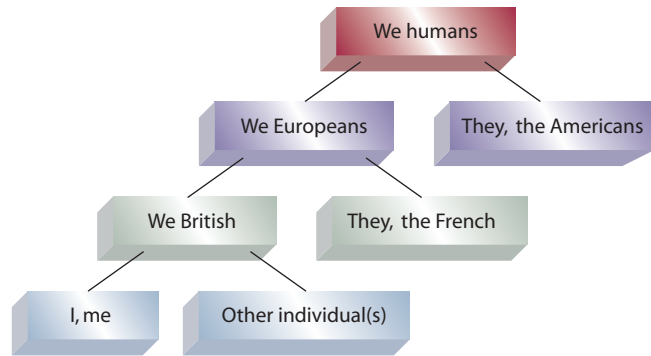 We humans
We Europeans
They, the Americans
We British
They, the French
I, me
Other individual(s)